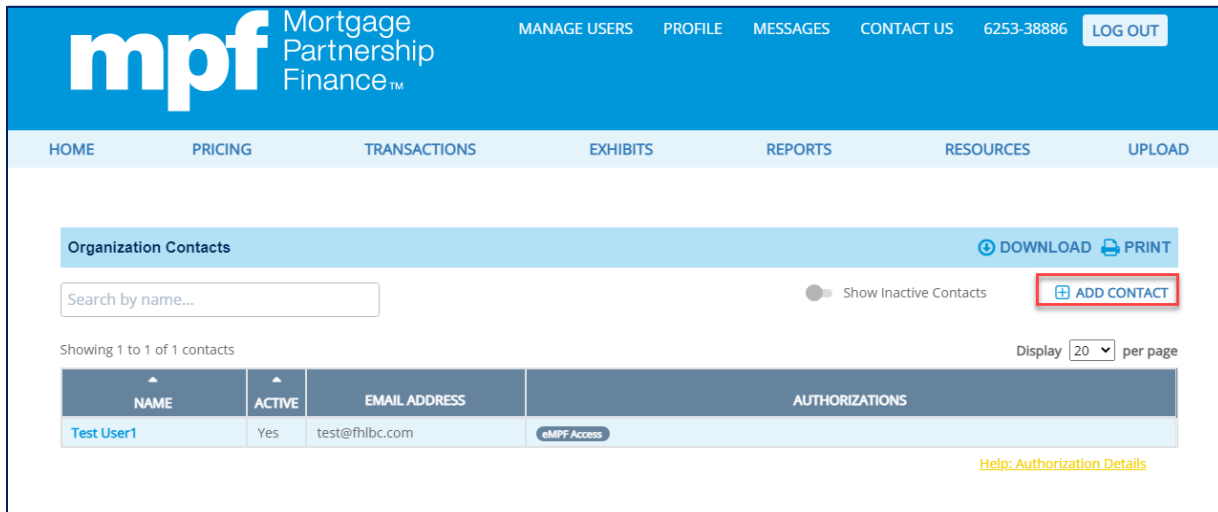 mpf Mortgage
Partnership
Finance™
MANAGE USERS PROFILE MESSAGES CONTACT US 6253-38886 LOG OUT
HOME PRICING TRANSACTIONS EXHIBITS REPORTS RESOURCES UPLOAD
Organization Contacts DOWNLOAD PRINT
Search by name... Show Inactive Contacts ADD CONTACT
Showing 1 to 1 of 1 contacts Display 20 per page
NAME ACTIVE EMAIL ADDRESS AUTHORIZATIONS
Test User1 Yes test@fhlbc.com eMPF Access
Help: Authorization Details